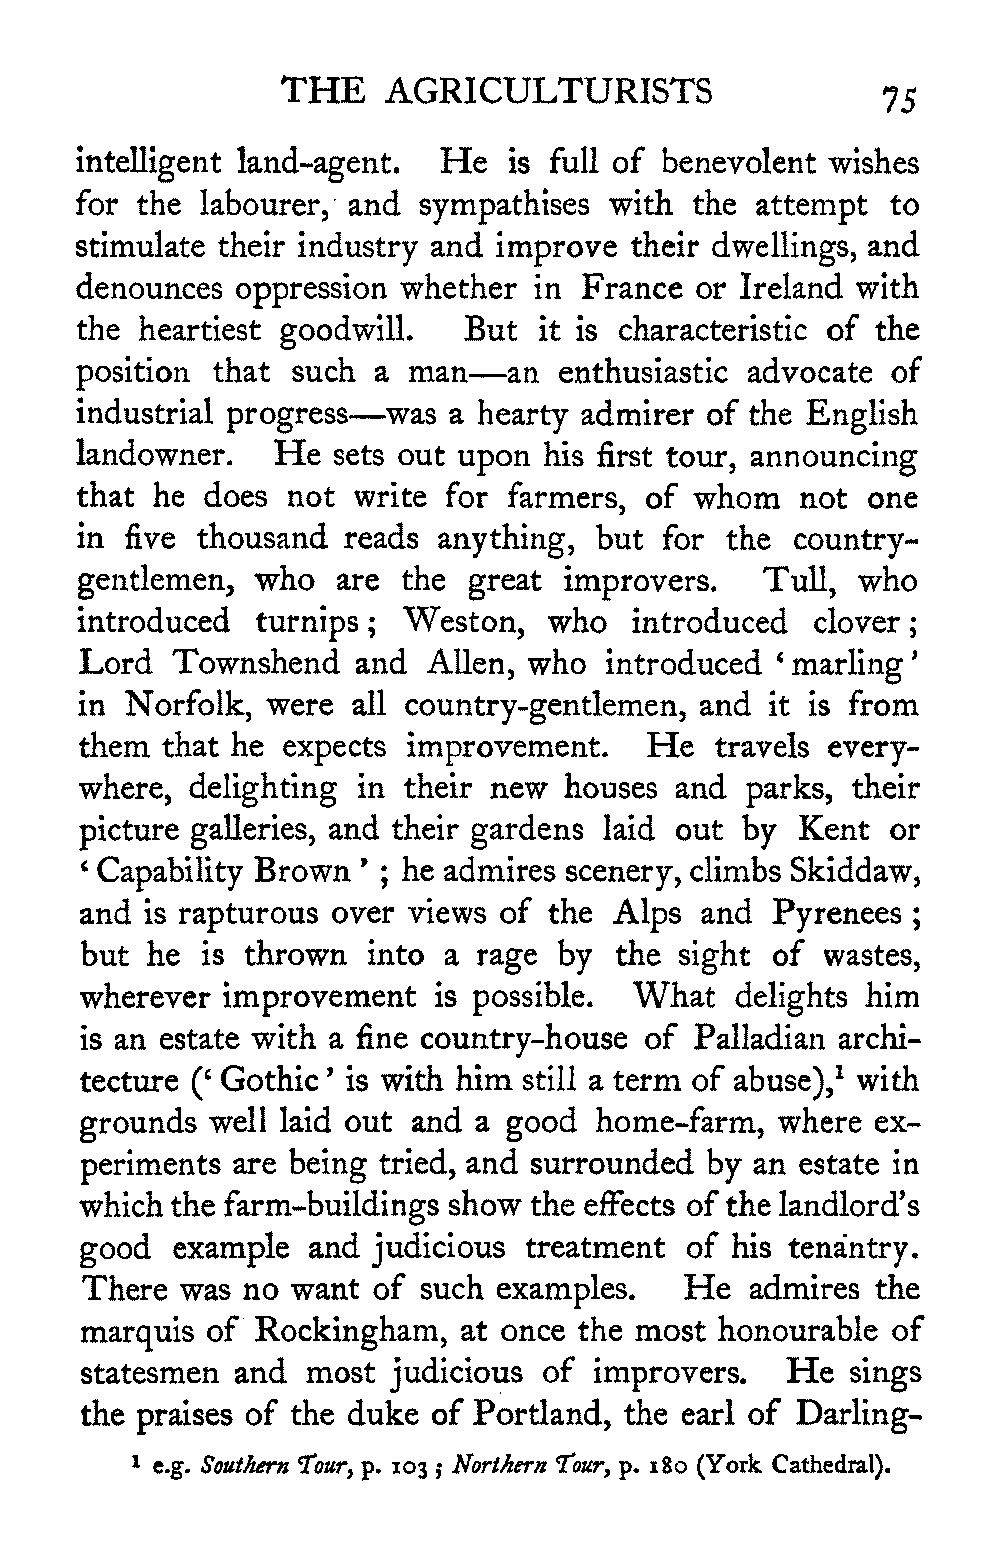 THE AGRICULTURISTS 75
intelligent land-agent. He is full of benevolent wishes
for the labourer, and sympathises with the attempt to
stimulate their industry and improve their dwellings, and
denounces oppression whether in France or Ireland with
the heartiest goodwill. But it is characteristic of the
position that such a man—an enthusiastic advocate of
industrial progress—was a hearty admirer of the English
landowner. He sets out upon his first tour, announcing
that he does not write for farmers, of whom not one
in five thousand reads anything, but for the country-
gentlemen, who are the great improvers. Tull, who
introduced turnips; Weston, who introduced clover;
Lord Townshend and Allen, who introduced ‘marling’
in Norfolk, were all country-gentlemen, and it is from
them that he expects improvement. He travels every-
where, delighting in their new houses and parks, their
picture galleries, and their gardens laid out by Kent or
‘Capability Brown’; he admires scenery, climbs Skiddaw,
and is rapturous over views of the Alps and Pyrenees;
but he is thrown into a rage by the sight of wastes,
wherever improvement is possible. What delights him
is an estate with a fine country-house of Palladian archi-
tecture (‘Gothic’ is with him still a term of abuse),¹ with
grounds well laid out and a good home-farm, where ex-
periments are being tried, and surrounded by an estate in
which the farm-buildings show the effects of the landlord’s
good example and judicious treatment of his tenantry.
There was no want of such examples. He admires the
marquis of Rockingham, at once the most honourable of
statesmen and most judicious of improvers. He sings
the praises of the duke of Portland, the earl of Darling-
¹ e.g. Southern Tour, p. 103; Northern Tour, p. 180 (York Cathedral).